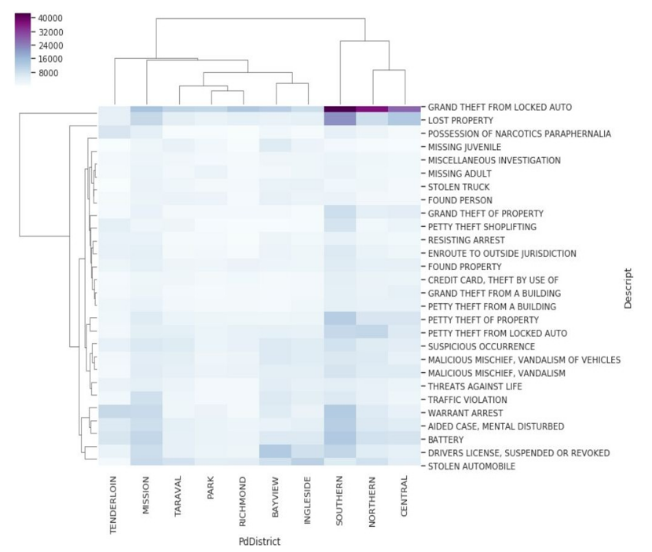 40000
32000
24000
16000
8000
GRAND THEFT FROM LOCKED AUTO
LOST PROPERTY
POSSESSION OF NARCOTICS PARAPHERNALIA
MISSING JUVENILE
MISCELLANEOUS INVESTIGATION
MISSING ADULT
STOLEN TRUCK
FOUND PERSON
GRAND THEFT OF PROPERTY
PETTY THEFT SHOPLIFTING
RESISTING ARREST
ENROUTE TO OUTSIDE JURISDICTION
FOUND PROPERTY
CREDIT CARD, THEFT BY USE OF
GRAND THEFT FROM A BUILDING
PETTY THEFT FROM A BUILDING
PETTY THEFT OF PROPERTY
PETTY THEFT FROM LOCKED AUTO
SUSPICIOUS OCCURRENCE
MALICIOUS MISCHIEF, VANDALISM OF VEHICLES
MALICIOUS MISCHIEF, VANDALISM
THREATS AGAINST LIFE
TRAFFIC VIOLATION
WARRANT ARREST
AIDED CASE, MENTAL DISTURBED
BATTERY
DRIVERS LICENSE, SUSPENDED OR REVOKED
STOLEN AUTOMOBILE
Descript
TENDERLOIN
MISSION
TARAVAL
PARK
RICHMOND
BAYVIEW
INGLESIDE
SOUTHERN
NORTHERN
CENTRAL
PdDistrict